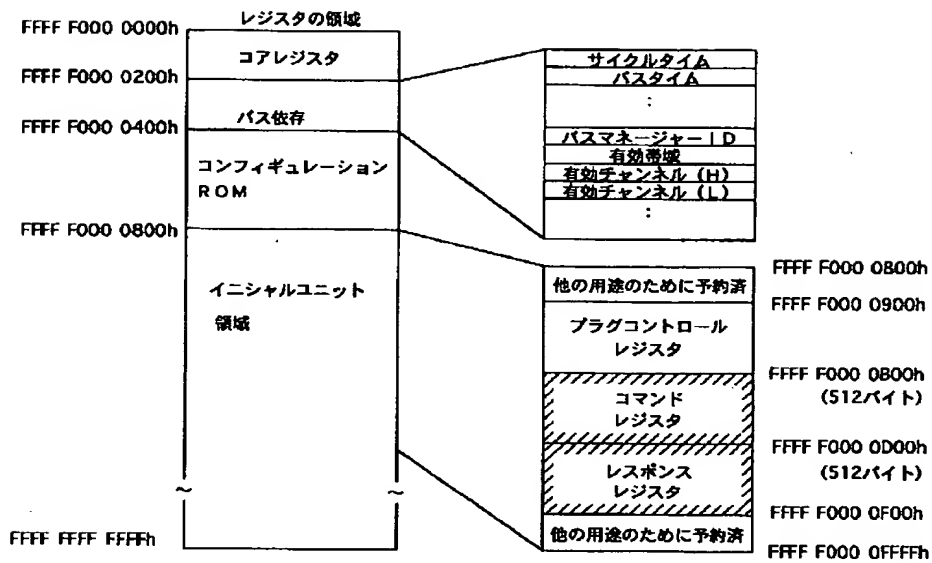 レジスタの領域
FFFF F000 0000h
コアレジスタ
FFFF F000 0200h
バス依存
FFFF F000 0400h
コンフィギュレーション
ROM
FFFF F000 0800h
イニシャルユニット
領域
FFFF FFFF FFFFh
サイクルタイム
バスタイム
:
バスマネージャーID
有効帯域
有効チャンネル(H)
有効チャンネル(L)
:
FFFF F000 0800h
他の用途のために予約済
FFFF F000 0900h
プラグコントロール
レジスタ
FFFF F000 0B00h
(512バイト)
コマンド
レジスタ
FFFF F000 0D00h
(512バイト)
レスポンス
レジスタ
FFFF F000 0F00h
他の用途のために予約済
FFFF F000 0FFFFh